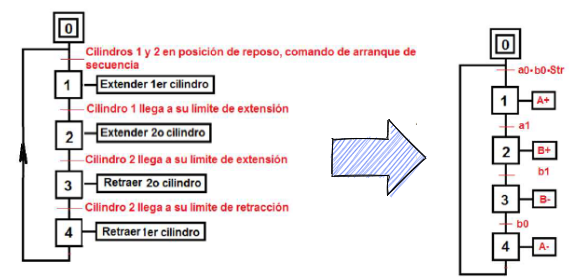 0
Cilindros 1 y 2 en posición de reposo, comando de arranque de
secuencia
1
Extender 1er cilindro
Cilindro 1 llega a su limite de extensión
2
Extender 2o cilindro
Cilindro 2 llega a su limite de extensión
3
Retraer 2o cilindro
Cilindro 2 llega a su limite de retracción
4
Retraer 1er cilindro
0
a0•b0•Str
1
A+
a1
2
B+
b1
3
B-
b0
4
A-